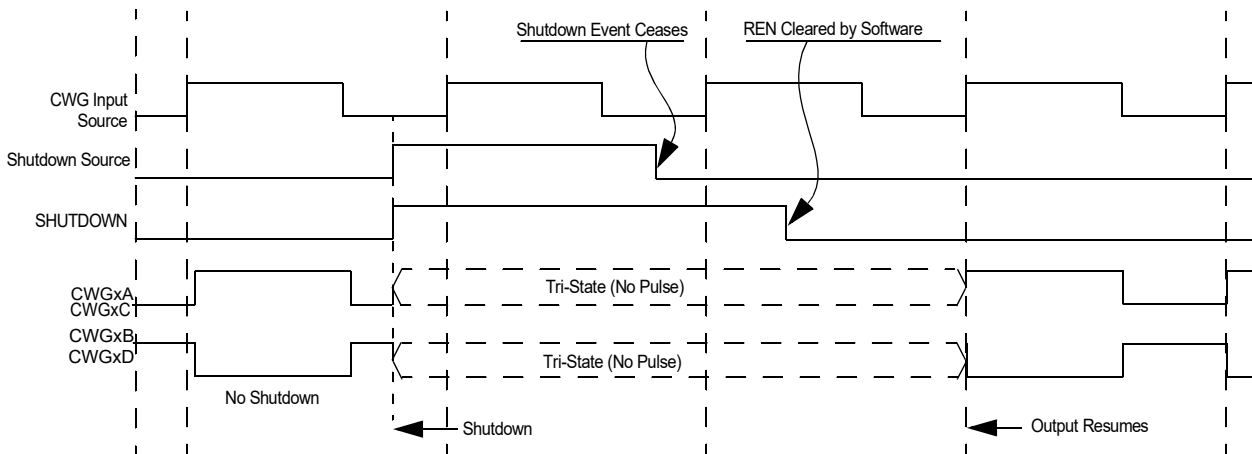 Shutdown Event Ceases
REN Cleared by Software
CWG Input
Source
Shutdown Source
SHUTDOWN
CWGxA
CWGxC
Tri-State (No Pulse)
CWGxB
CWGxD
Tri-State (No Pulse)
No Shutdown
Shutdown
Output Resumes